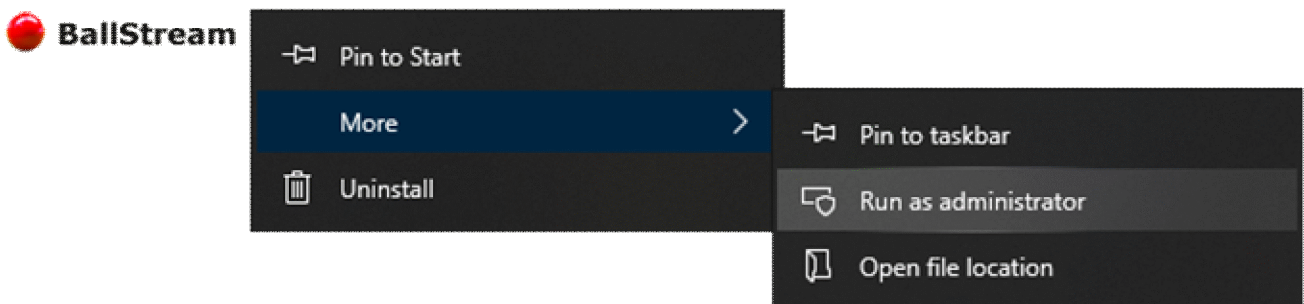 BallStream
Pin to Start
More
Uninstall
Pin to taskbar
Run as administrator
Open file location